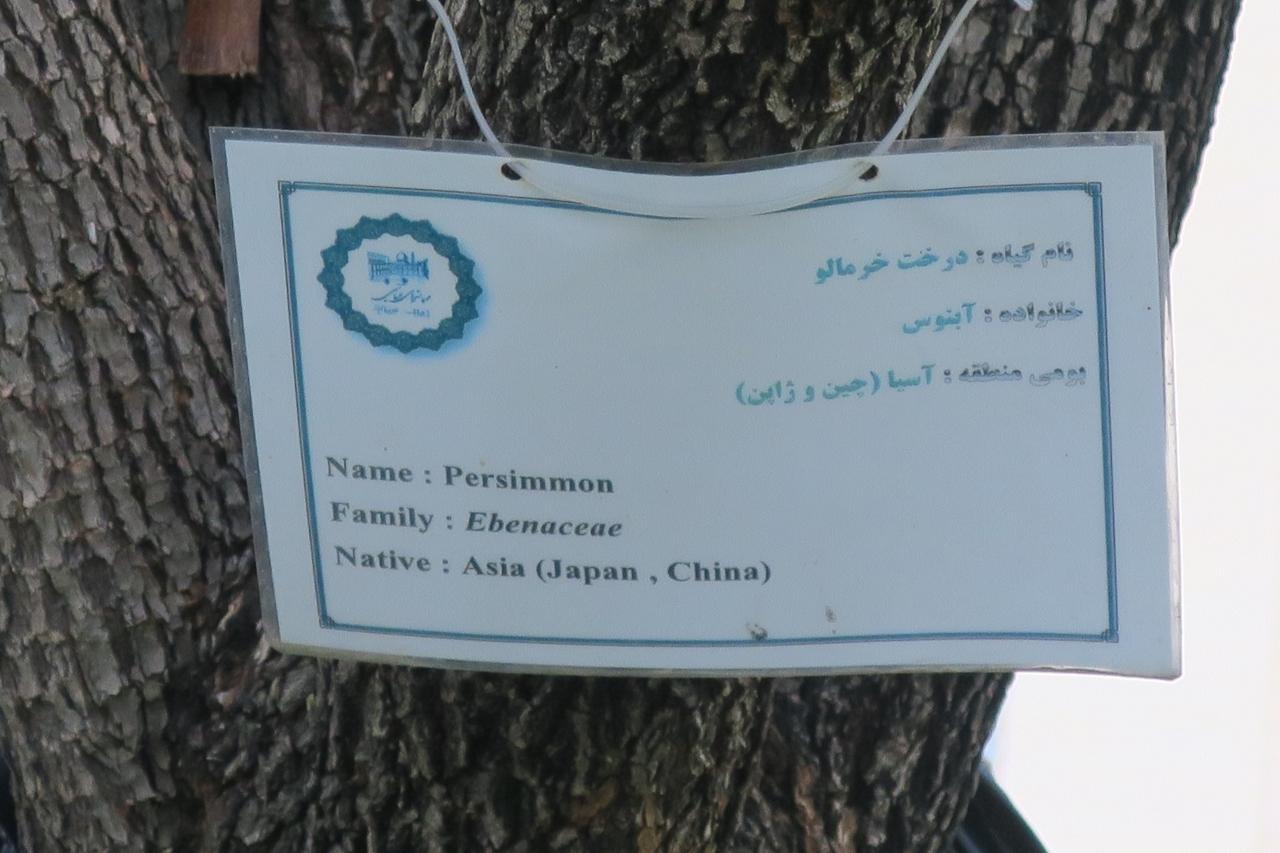 نام گیاه : درخت خرمالو
خانواده : آبنوس
بومی منطقه : آسیا (چین و ژاپن)
Name : Persimmon
Family : Ebenaceae
Native : Asia (Japan , China)